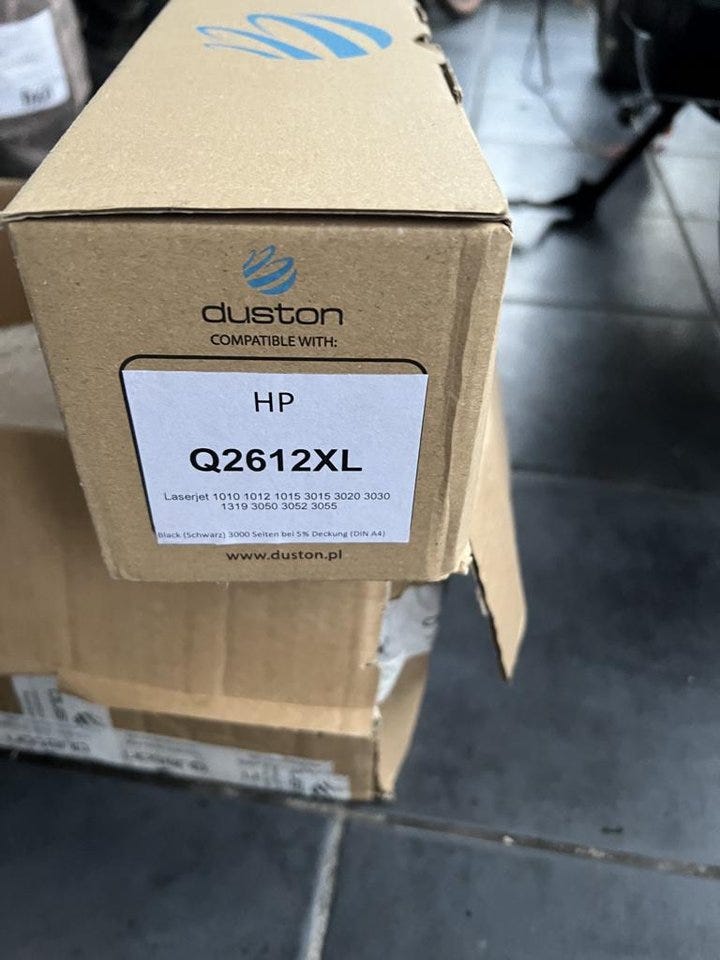 duston
COMPATIBLE WITH:
HP
Q2612XL
Laserjet 1010 1012 1015 3015 3020 3030
1319 3050 3052 3055
Black (Schwarz) 3000 Seiten bei 5% Deckung (DIN A4)
www.duston.pl